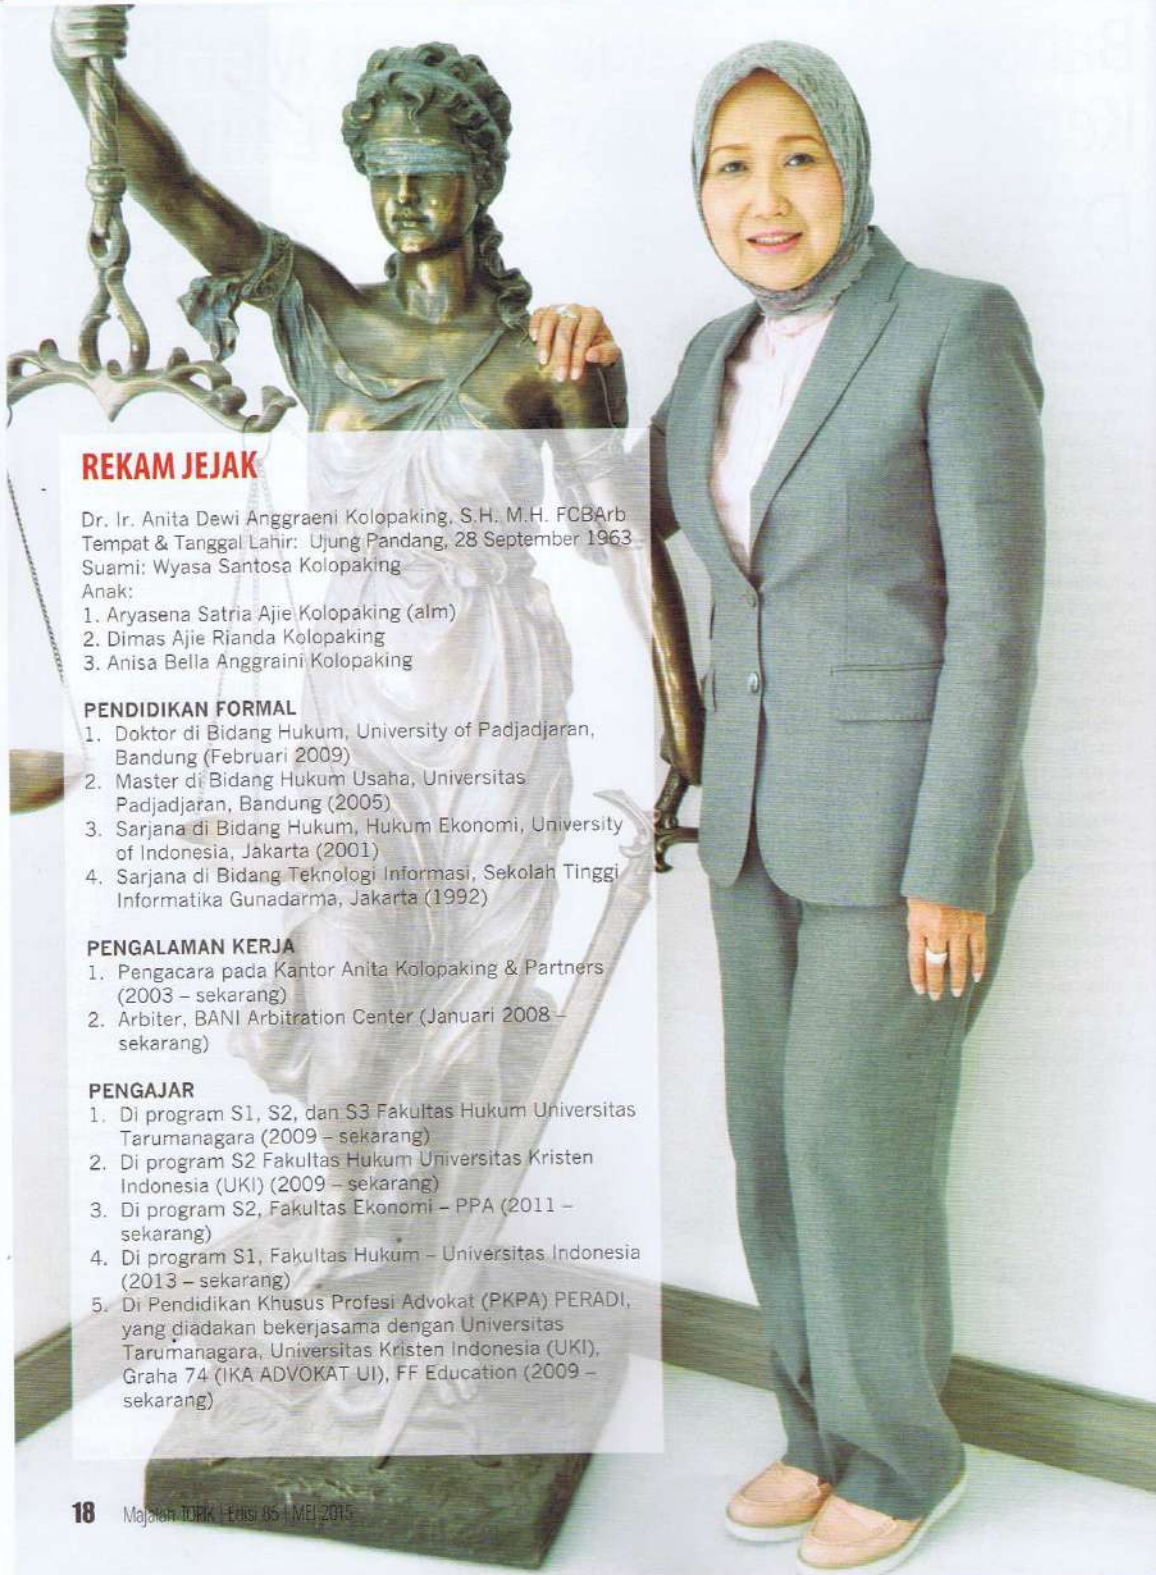 REKAM JEJAK
Dr. Ir. Anita Dewi Anggraeni Kolopaking, S.H. M.H. FCBArb
Tempat & Tanggal Lahir: Ujung Pandang, 28 September 1963
Suami: Wyasa Santosa Kolopaking
Anak:
1. Aryasena Satria Ajie Kolopaking (alm)
2. Dimas Ajie Rianda Kolopaking
3. Anisa Bella Anggraini Kolopaking
PENDIDIKAN FORMAL
1. Doktor di Bidang Hukum, University of Padjadjaran,
Bandung (Februari 2009)
2. Master di Bidang Hukum Usaha, Universitas
Padjadjaran, Bandung (2005)
3. Sarjana di Bidang Hukum, Hukum Ekonomi, University
of Indonesia, Jakarta (2001)
4. Sarjana di Bidang Teknologi Informasi, Sekolah Tinggi
Informatika Gunadarma, Jakarta (1992)
PENGALAMAN KERJA
1. Pengacara pada Kantor Anita Kolopaking & Partners
(2003 – sekarang)
2. Arbiter, BANI Arbitration Center (Januari 2008 –
sekarang)
PENGAJAR
1. Di program S1, S2, dan S3 Fakultas Hukum Universitas
Tarumanagara (2009 – sekarang)
2. Di program S2 Fakultas Hukum Universitas Kristen
Indonesia (UKI) (2009 – sekarang)
3. Di program S2, Fakultas Ekonomi – PPA (2011 –
sekarang)
4. Di program S1, Fakultas Hukum – Universitas Indonesia
(2013 – sekarang)
5. Di Pendidikan Khusus Profesi Advokat (PKPA) PERADI,
yang diadakan bekerjasama dengan Universitas
Tarumanagara, Universitas Kristen Indonesia (UKI),
Graha 74 (IKA ADVOKAT UI), FF Education (2009 –
sekarang)
18 Majalah TOPIK | Edisi 85 | MEI 2015